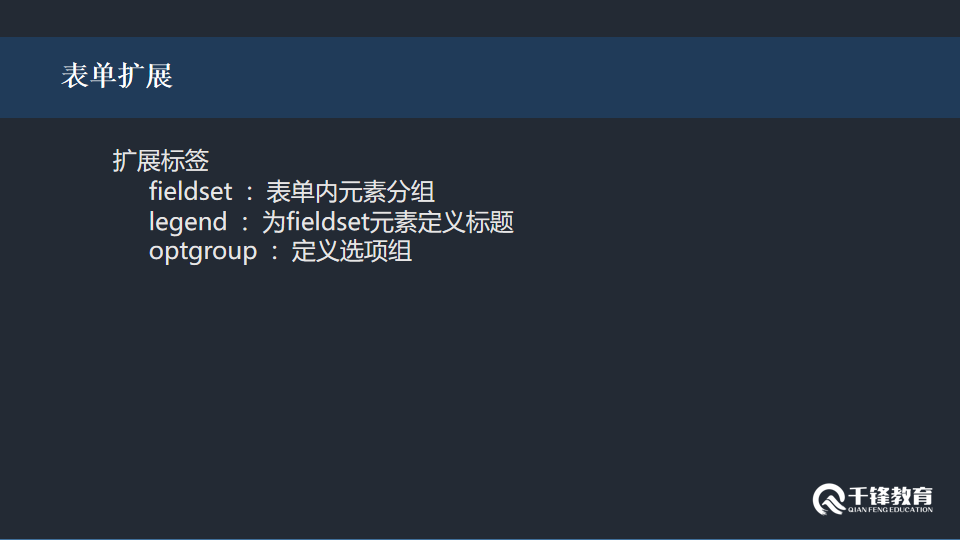 表单扩展
扩展标签
fieldset ： 表单内元素分组
legend ： 为fieldset元素定义标题
optgroup ： 定义选项组
千锋教育
QIAN FENG EDUCATION